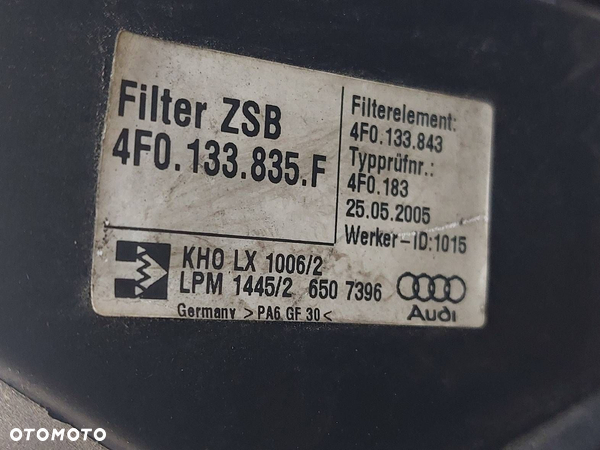 Filter ZSB
4F0.133.835.F
Filterelement:
4F0.133.843
Typprüfnr.:
4F0.183
25.05.2005
Werker-ID:1015
KHO LX 1006/2
LPM 1445/2 650 7396
Audi
Germany >PA6 GF 30<
OTOMOTO